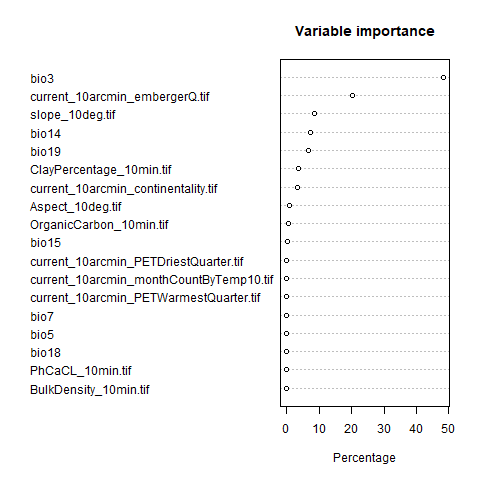 Variable importance
bio3
current_10arcmin_embergerQ.tif
slope_10deg.tif
bio14
bio19
ClayPercentage_10min.tif
current_10arcmin_continentality.tif
Aspect_10deg.tif
OrganicCarbon_10min.tif
bio15
current_10arcmin_PETDriestQuarter.tif
current_10arcmin_monthCountByTemp10.tif
current_10arcmin_PETWarmestQuarter.tif
bio7
bio5
bio18
PhCaCL_10min.tif
BulkDensity_10min.tif
0 10 20 30 40 50
Percentage